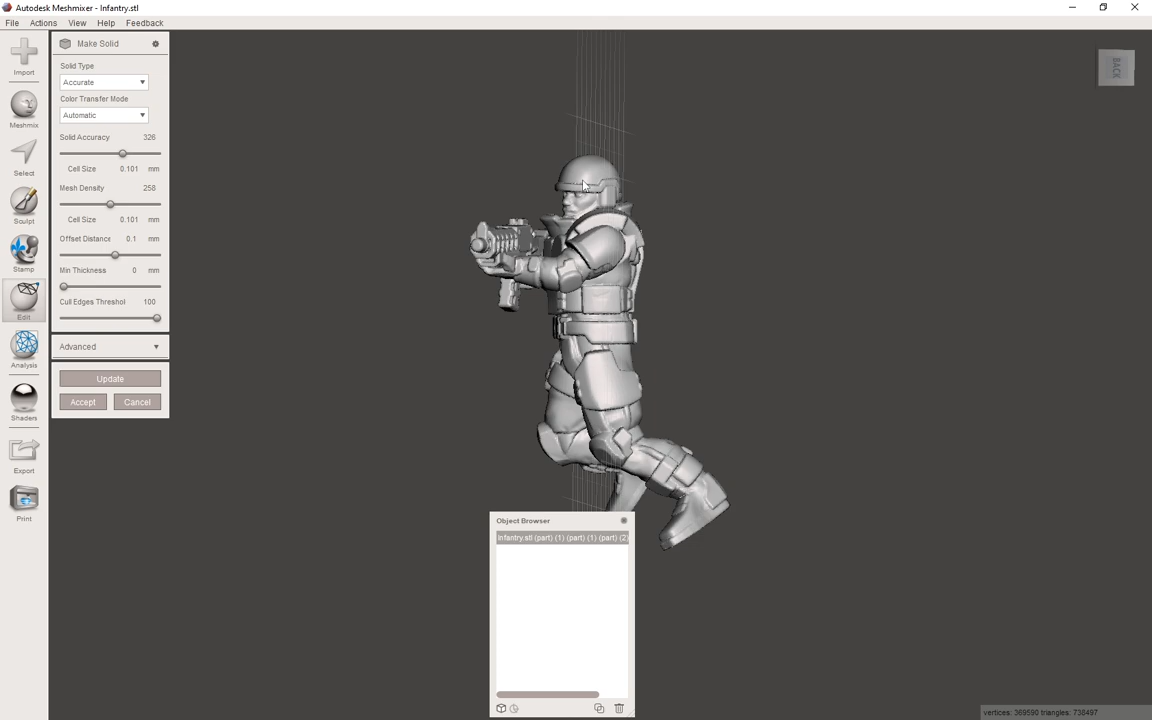 Autodesk Meshmixer - Infantry.stl
File Actions View Help Feedback
Import
Meshmix
Select
Sculpt
Stamp
Edit
Analysis
Shaders
Export
Print
Make Solid
Solid Type
Accurate
Color Transfer Mode
Automatic
Solid Accuracy 326
Cell Size 0.101 mm
Mesh Density 258
Cell Size 0.101 mm
Offset Distance 0.1 mm
Min Thickness 0 mm
Cull Edges Threshol 100
Advanced
Update
Accept Cancel
BACK
Object Browser
Infantry.stl (part) (1) (part) (1) (part) (2)
vertices: 369590 triangles: 738497